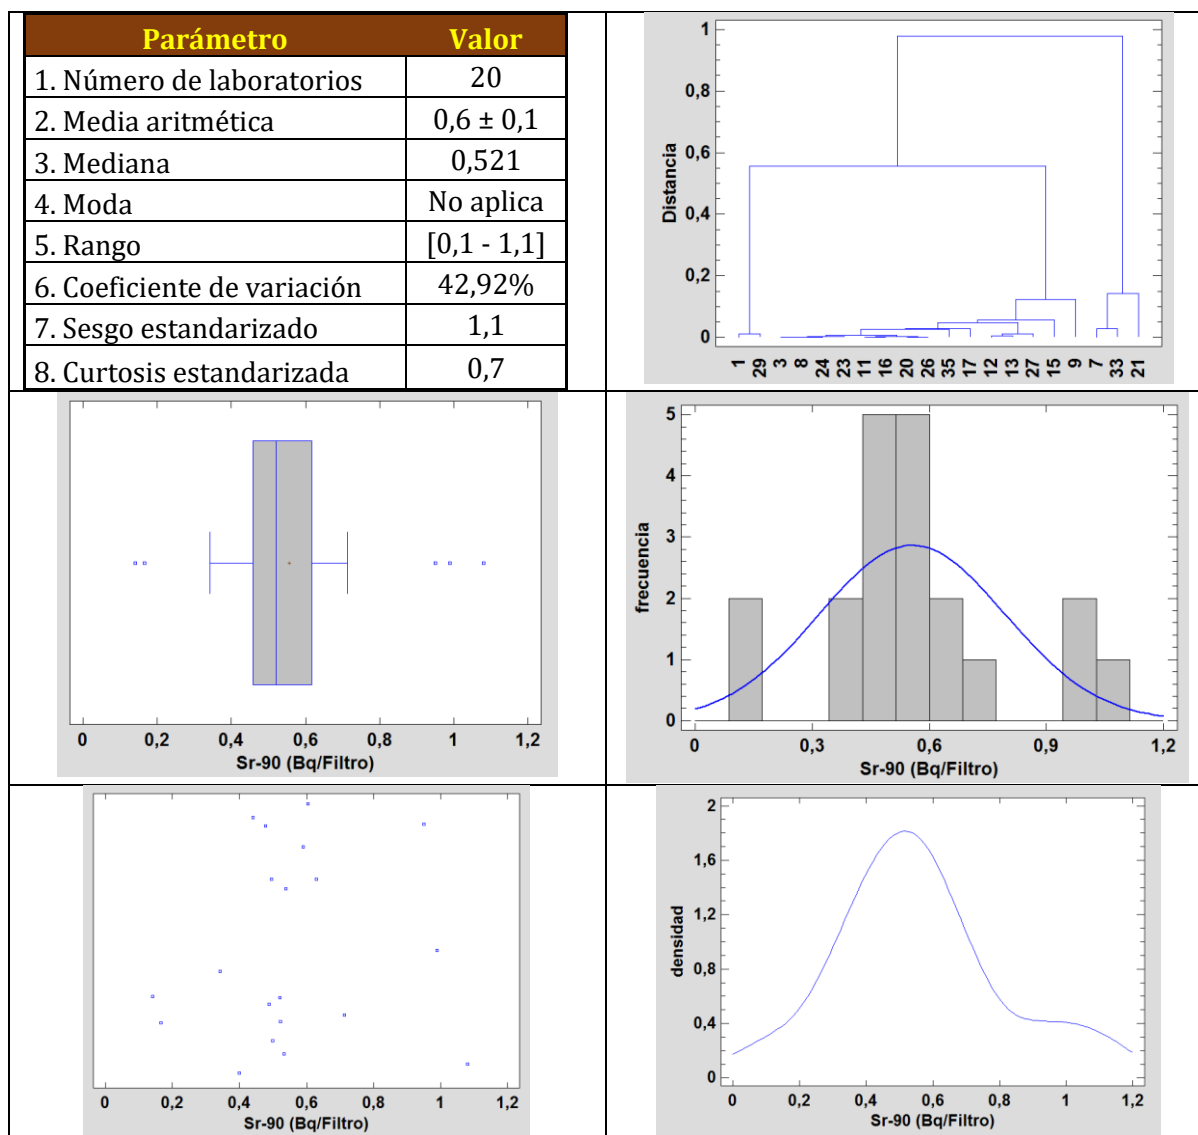 Parámetro Valor
1. Número de laboratorios 20
2. Media aritmética 0,6 ± 0,1
3. Mediana 0,521
4. Moda No aplica
5. Rango [0,1 - 1,1]
6. Coeficiente de variación 42,92%
7. Sesgo estandarizado 1,1
8. Curtosis estandarizada 0,7
Distancia
1
0,8
0,6
0,4
0,2
0
1 29 3 8 24 23 11 16 20 26 35 17 12 13 27 15 9 7 33 21
0 0,2 0,4 0,6 0,8 1 1,2
Sr-90 (Bq/Filtro)
frecuencia
5
4
3
2
1
0
0 0,3 0,6 0,9 1,2
Sr-90 (Bq/Filtro)
0 0,2 0,4 0,6 0,8 1 1,2
Sr-90 (Bq/Filtro)
densidad
2
1,6
1,2
0,8
0,4
0
0 0,2 0,4 0,6 0,8 1 1,2
Sr-90 (Bq/Filtro)